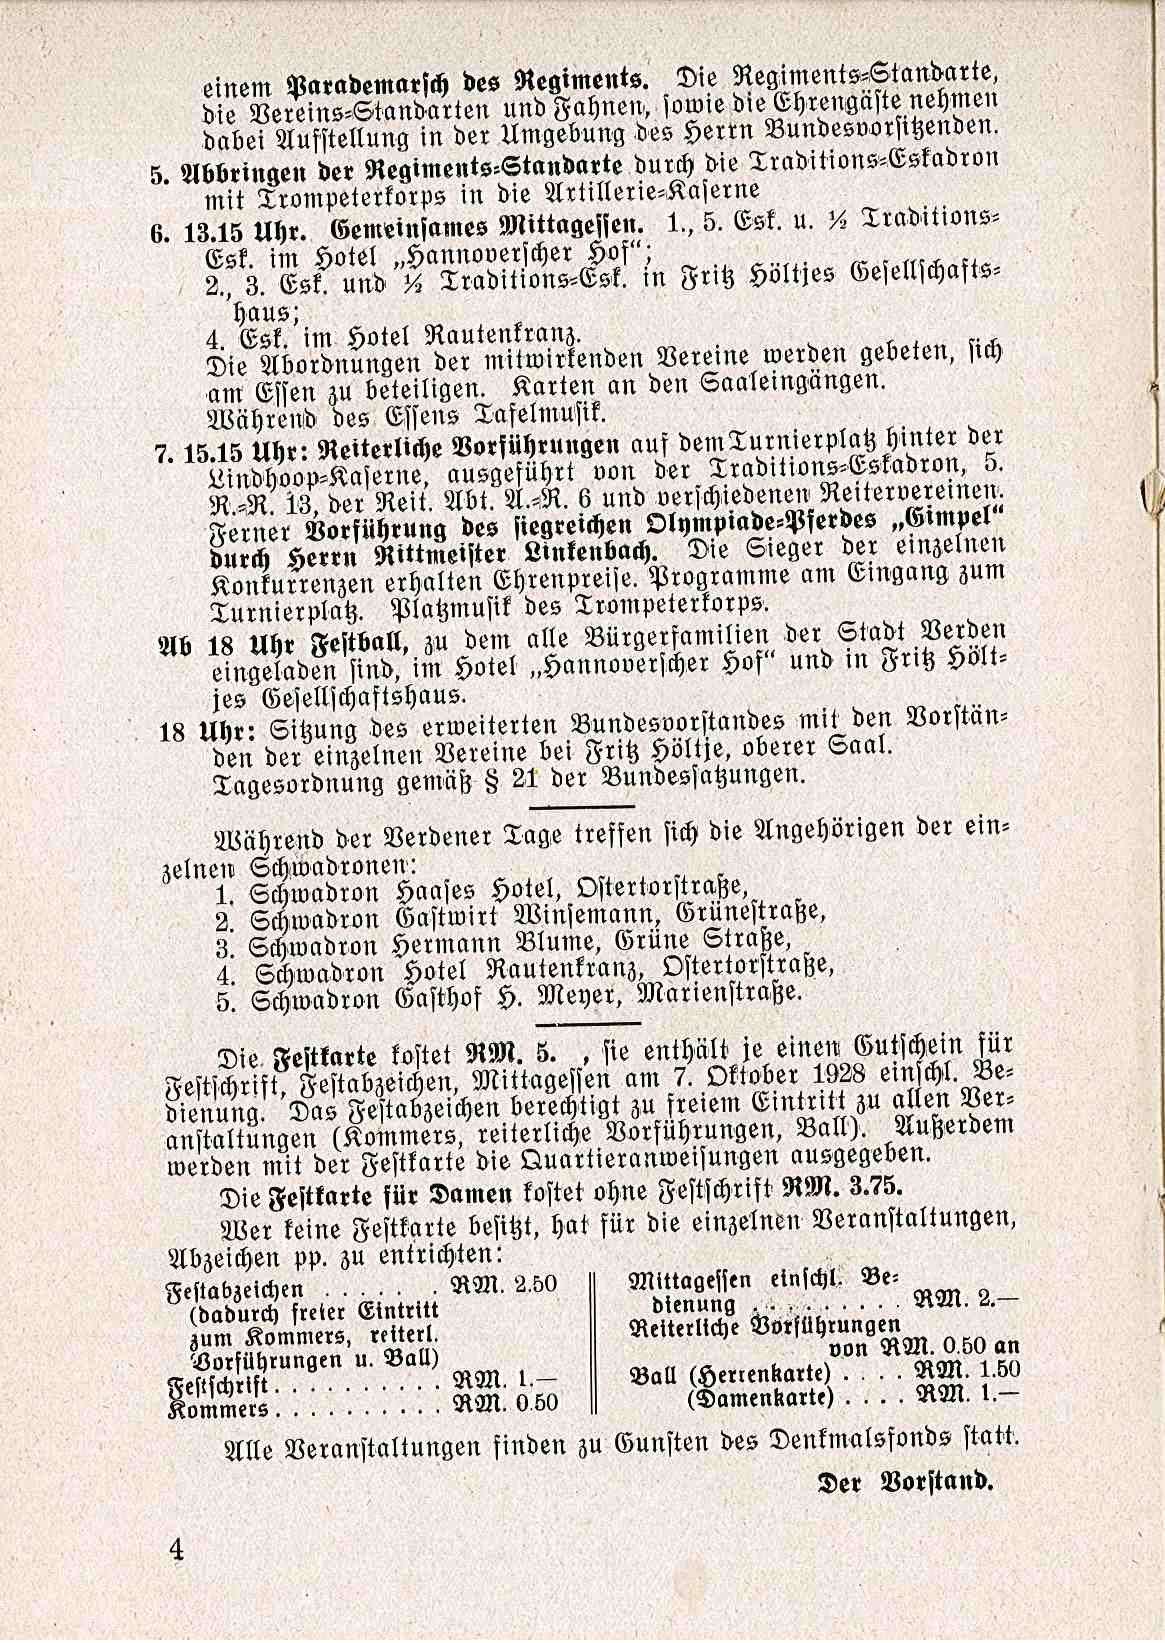 einem Parademarsch des Regiments. Die Regiments=Standarte,
die Vereins=Standarten und Fahnen, sowie die Ehrengäste nehmen
dabei Aufstellung in der Umgebung des Herrn Bundesvorsitzenden.
5. Abbringen der Regiments=Standarte durch die Traditions=Eskadron
mit Trompeterkorps in die Artillerie=Kaserne
6. 13.15 Uhr. Gemeinsames Mittagessen. 1., 5. Esk. u. ½ Traditions=
Esk. im Hotel „Hannoverscher Hof“;
2., 3. Esk. und ½ Traditions=Esk. in Fritz Höltjes Gesellschafts=
haus;
4. Esk. im Hotel Rautenkranz.
Die Abordnungen der mitwirkenden Vereine werden gebeten, sich
am Essen zu beteiligen. Karten an den Saaleingängen.
Während des Essens Tafelmusik.
7. 15.15 Uhr: Reiterliche Vorführungen auf dem Turnierplatz hinter der
Lindhoop=Kaserne, ausgeführt von der Traditions=Eskadron, 5.
R.=R. 13, der Reit. Abt. A.=R. 6 und verschiedenen Reitervereinen.
Ferner Vorführung des siegreichen Olympiade=Pferdes „Gimpel“
durch Herrn Rittmeister Linkenbach. Die Sieger der einzelnen
Konkurrenzen erhalten Ehrenpreise. Programme am Eingang zum
Turnierplatz. Platzmusik des Trompeterkorps.
Ab 18 Uhr Festball, zu dem alle Bürgerfamilien der Stadt Verden
eingeladen sind, im Hotel „Hannoverscher Hof“ und in Fritz Hölt=
jes Gesellschaftshaus.
18 Uhr: Sitzung des erweiterten Bundesvorstandes mit den Vorstän=
den der einzelnen Vereine bei Fritz Höltje, oberer Saal.
Tagesordnung gemäß § 21 der Bundessatzungen.
Während der Verdener Tage treffen sich die Angehörigen der ein=
zelnen Schwadronen:
1. Schwadron Haases Hotel, Ostertorstraße,
2. Schwadron Gastwirt Winsemann, Grünestraße,
3. Schwadron Hermann Blume, Grüne Straße,
4. Schwadron Hotel Rautenkranz, Ostertorstraße,
5. Schwadron Gasthof H. Meyer, Marienstraße.
Die Festkarte kostet RM. 5. , sie enthält je einen Gutschein für
Festschrift, Festabzeichen, Mittagessen am 7. Oktober 1928 einschl. Be=
dienung. Das Festabzeichen berechtigt zu freiem Eintritt zu allen Ver=
anstaltungen (Kommers, reiterliche Vorführungen, Ball). Außerdem
werden mit der Festkarte die Quartieranweisungen ausgegeben.
Die Festkarte für Damen kostet ohne Festschrift RM. 3.75.
Wer keine Festkarte besitzt, hat für die einzelnen Veranstaltungen,
Abzeichen pp. zu entrichten:
Festabzeichen . . . . . . . RM. 2.50
(dadurch freier Eintritt
zum Kommers, reiterl.
Vorführungen u. Ball)
Festschrift . . . . . . . . . . RM. 1.—
Kommers . . . . . . . . . . RM. 0.50
Mittagessen einschl. Be=
dienung . . . . . . . . . RM. 2.—
Reiterliche Vorführungen
von RM. 0.50 an
Ball (Herrenkarte) . . . . RM. 1.50
(Damenkarte) . . . . RM. 1.—
Alle Veranstaltungen finden zu Gunsten des Denkmalsfonds statt.
Der Vorstand.
4